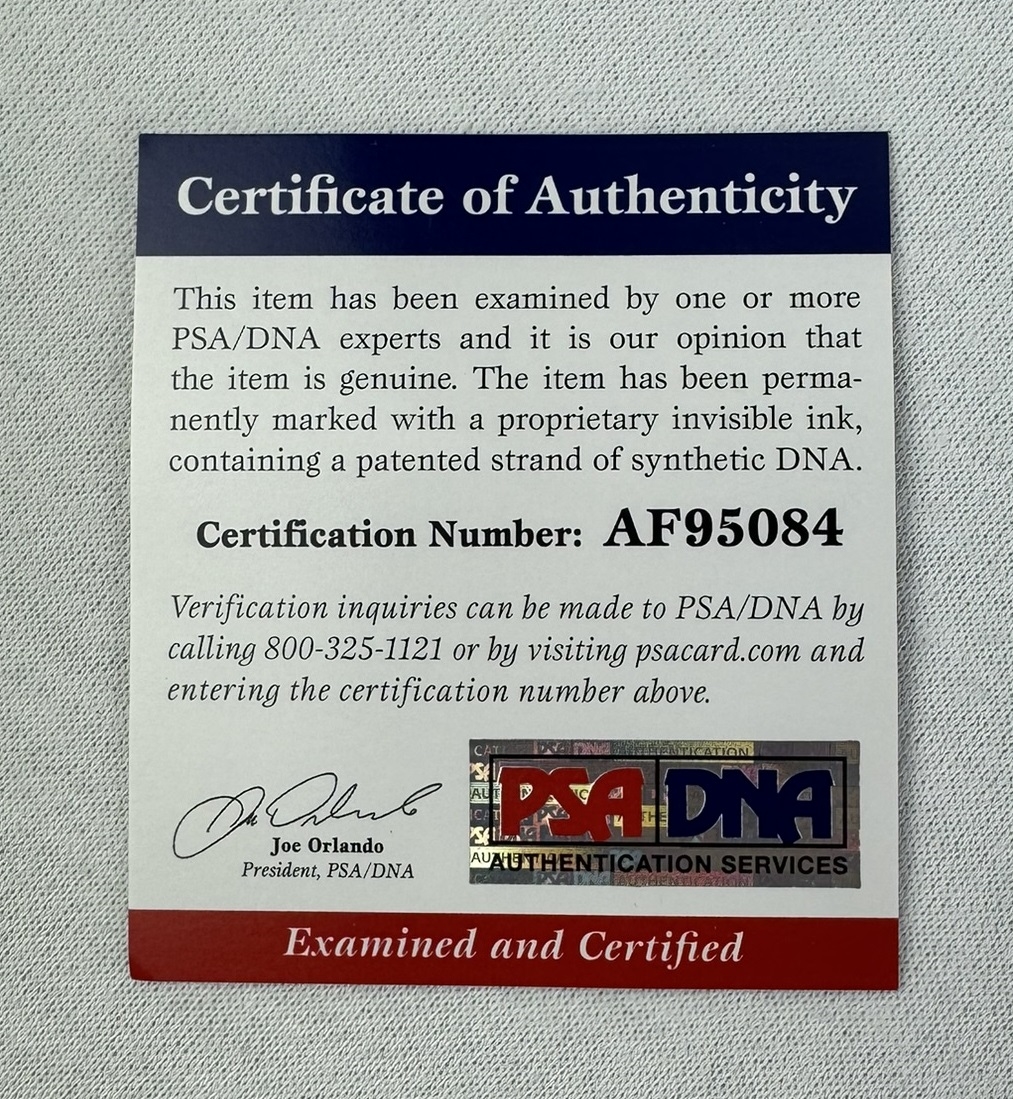 Certificate of Authenticity
This item has been examined by one or more
PSA/DNA experts and it is our opinion that
the item is genuine. The item has been perma-
nently marked with a proprietary invisible ink,
containing a patented strand of synthetic DNA.
Certification Number: AF95084
Verification inquiries can be made to PSA/DNA by
calling 800-325-1121 or by visiting psacard.com and
entering the certification number above.
Joe Orlando
President, PSA/DNA
PSA DNA
AUTHENTICATION SERVICES
Examined and Certified